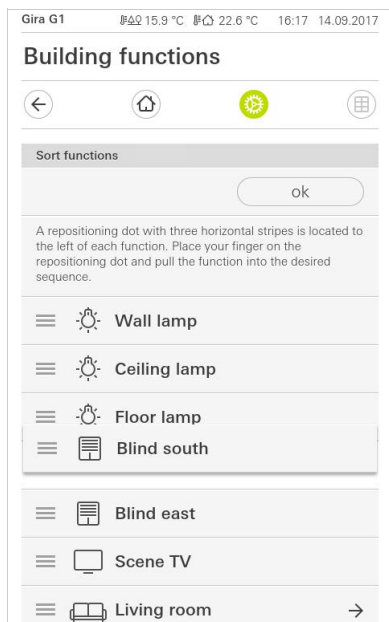 Gira G1 15.9 °C 22.6 °C 16:17 14.09.2017
Building functions
Sort functions
ok
A repositioning dot with three horizontal stripes is located to
the left of each function. Place your finger on the
repositioning dot and pull the function into the desired
sequence.
Wall lamp
Ceiling lamp
Floor lamp
Blind south
Blind east
Scene TV
Living room